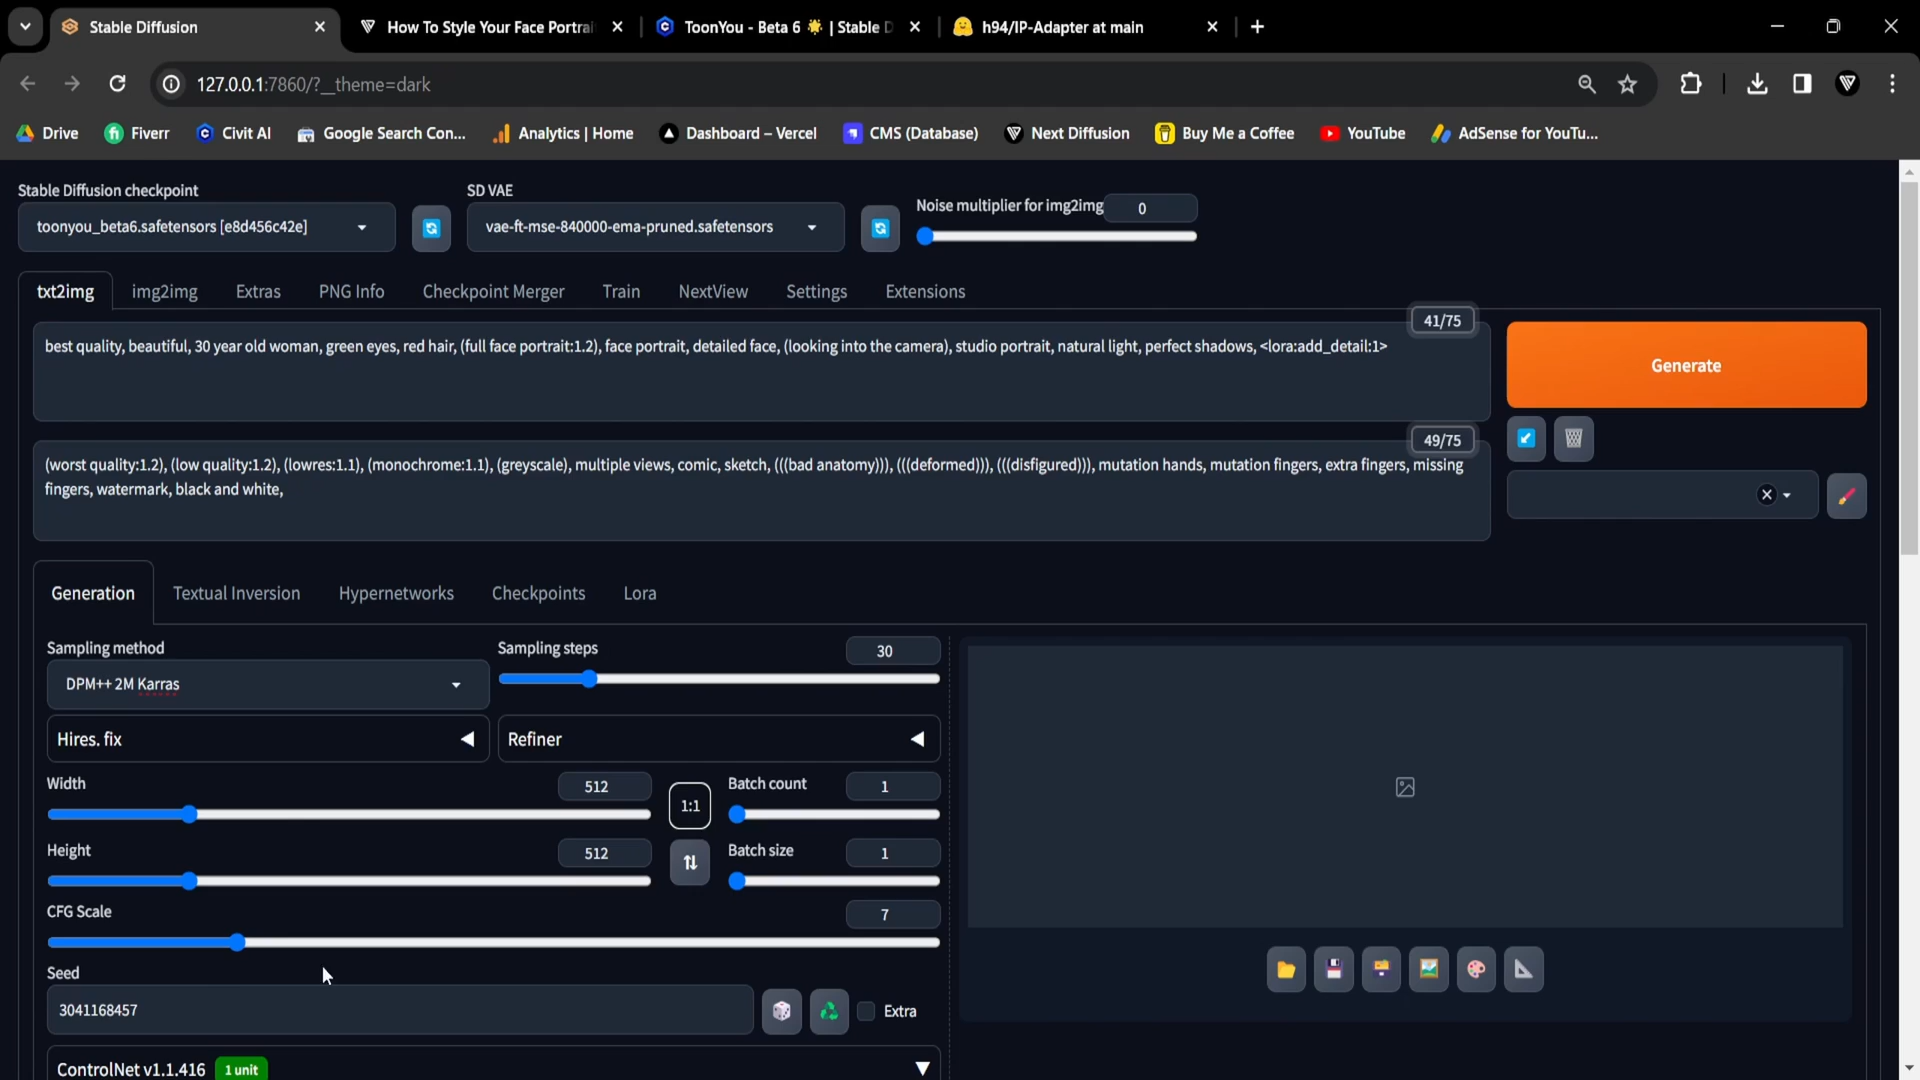 Stable Diffusion
How To Style Your Face Portrai
ToonYou - Beta 6 🌟 | Stable D
h94/IP-Adapter at main
127.0.0.1:7860/?__theme=dark
Drive
Fiverr
Civit AI
Google Search Con...
Analytics | Home
Dashboard – Vercel
CMS (Database)
Next Diffusion
Buy Me a Coffee
YouTube
AdSense for YouTu...
Stable Diffusion checkpoint
SD VAE
Noise multiplier for img2img
0
toonyou_beta6.safetensors [e8d456c42e]
vae-ft-mse-840000-ema-pruned.safetensors
txt2img
img2img
Extras
PNG Info
Checkpoint Merger
Train
NextView
Settings
Extensions
41/75
best quality, beautiful, 30 year old woman, green eyes, red hair, (full face portrait:1.2), face portrait, detailed face, (looking into the camera), studio portrait, natural light, perfect shadows, <lora:add_detail:1>
Generate
49/75
(worst quality:1.2), (low quality:1.2), (lowres:1.1), (monochrome:1.1), (greyscale), multiple views, comic, sketch, (((bad anatomy))), (((deformed))), (((disfigured))), mutation hands, mutation fingers, extra fingers, missing
fingers, watermark, black and white,
Generation
Textual Inversion
Hypernetworks
Checkpoints
Lora
Sampling method
Sampling steps
30
DPM++ 2M Karras
Hires. fix
Refiner
Width
512
1:1
Batch count
1
Height
512
Batch size
1
CFG Scale
7
Seed
3041168457
Extra
ControlNet v1.1.416
1 unit